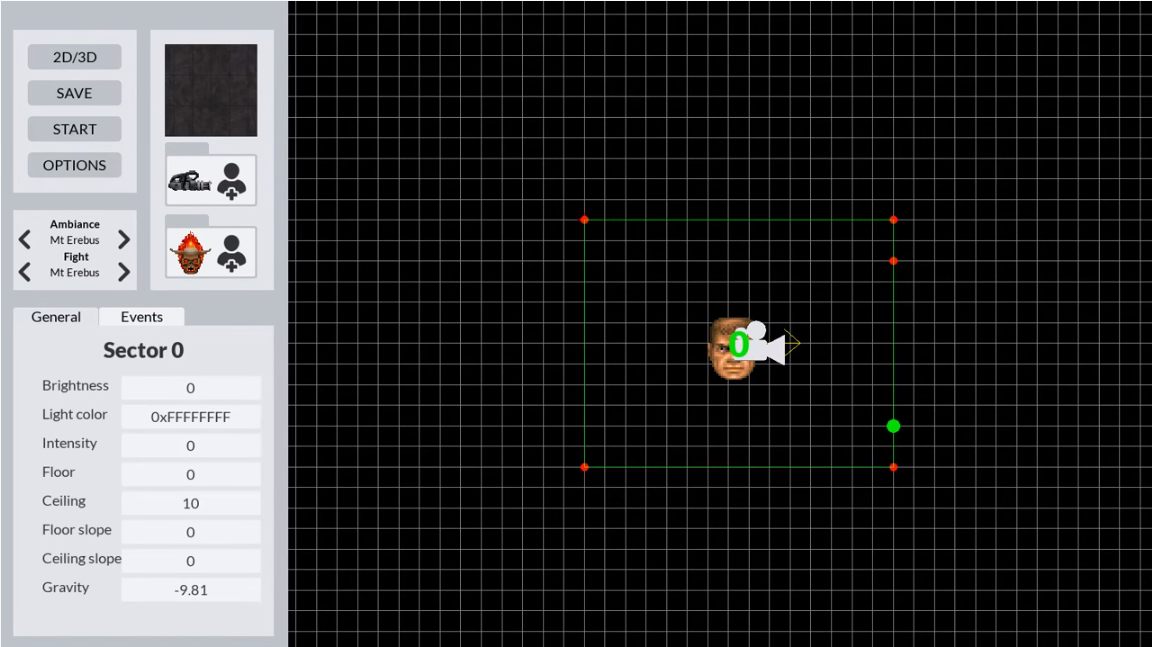 2D/3D
SAVE
START
OPTIONS
Ambiance
Mt Erebus
Fight
Mt Erebus
General
Events
Sector 0
Brightness 0
Light color 0xFFFFFFFF
Intensity 0
Floor 0
Ceiling 10
Floor slope 0
Ceiling slope 0
Gravity -9.81
0